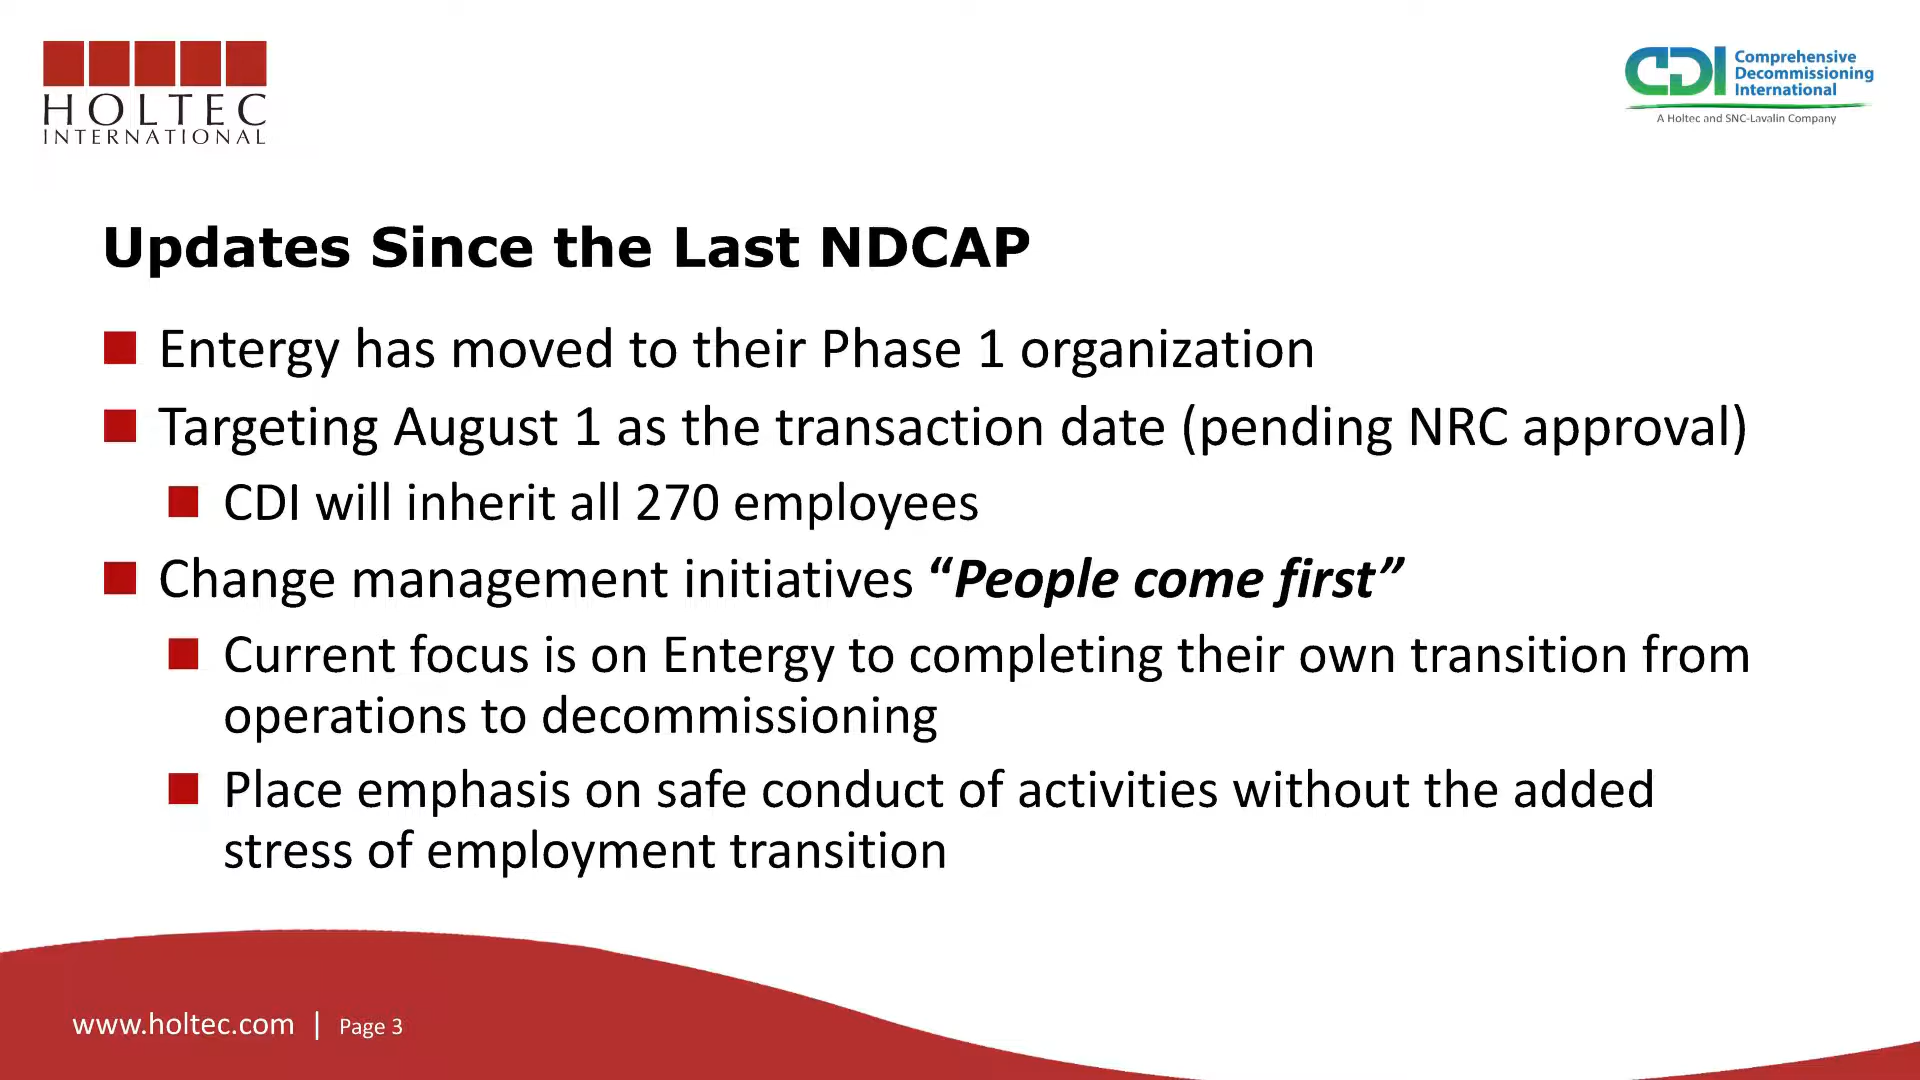 HOLTEC
INTERNATIONAL
CDI Comprehensive
Decommissioning
International
A Holtec and SNC-Lavalin Company
Updates Since the Last NDCAP
Entergy has moved to their Phase 1 organization
Targeting August 1 as the transaction date (pending NRC approval)
CDI will inherit all 270 employees
Change management initiatives “People come first”
Current focus is on Entergy to completing their own transition from
operations to decommissioning
Place emphasis on safe conduct of activities without the added
stress of employment transition
www.holtec.com | Page 3